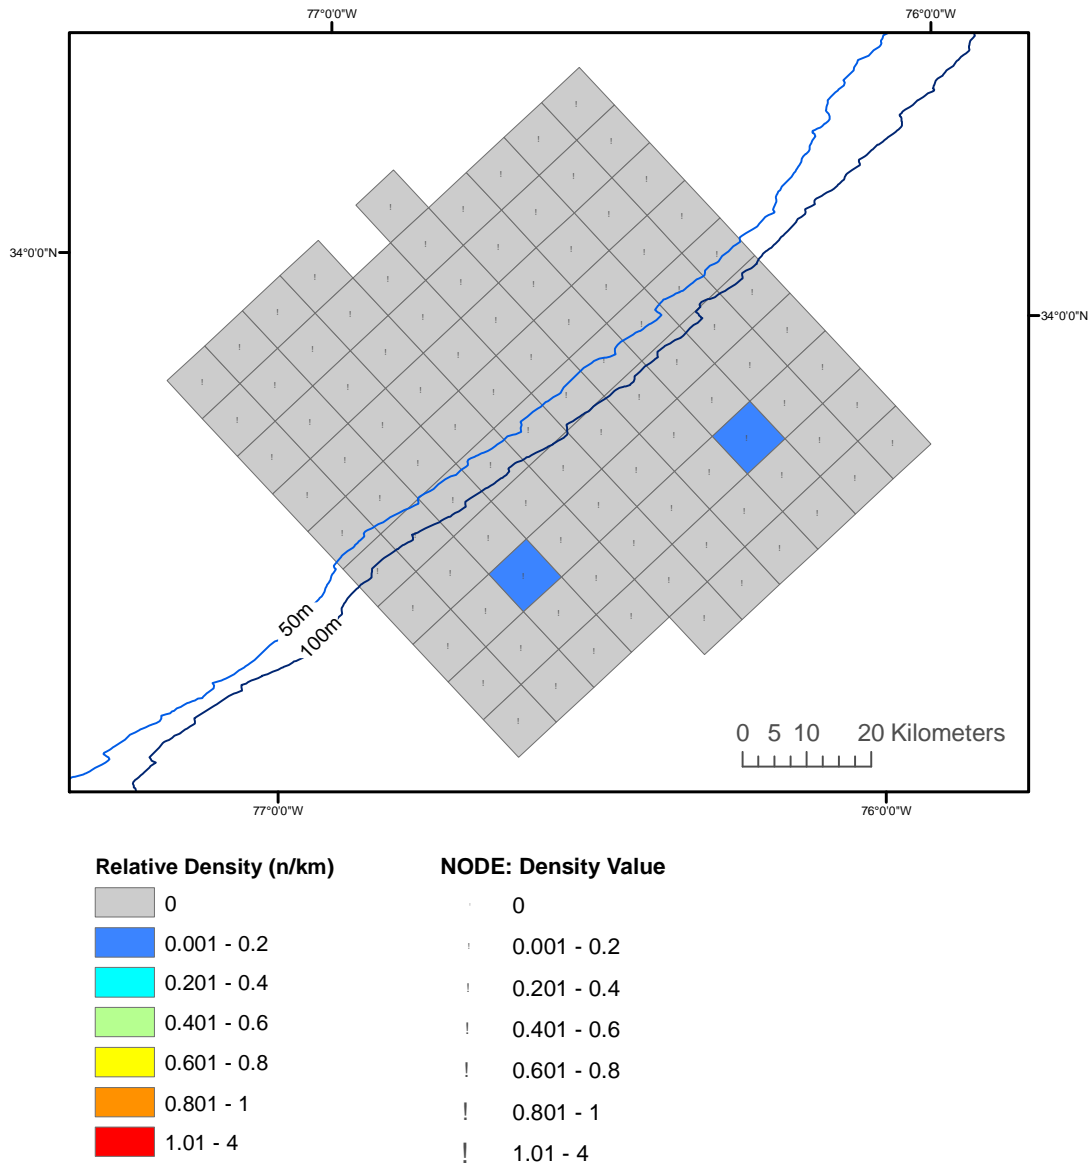 77°0'0"W 76°0'0"W
34°0'0"N
34°0'0"N
50m
100m
0 5 10 20 Kilometers
77°0'0"W 76°0'0"W
Relative Density (n/km)
0
0.001 - 0.2
0.201 - 0.4
0.401 - 0.6
0.601 - 0.8
0.801 - 1
1.01 - 4
NODE: Density Value
0
0.001 - 0.2
! 0.201 - 0.4
! 0.401 - 0.6
! 0.601 - 0.8
! 0.801 - 1
! 1.01 - 4